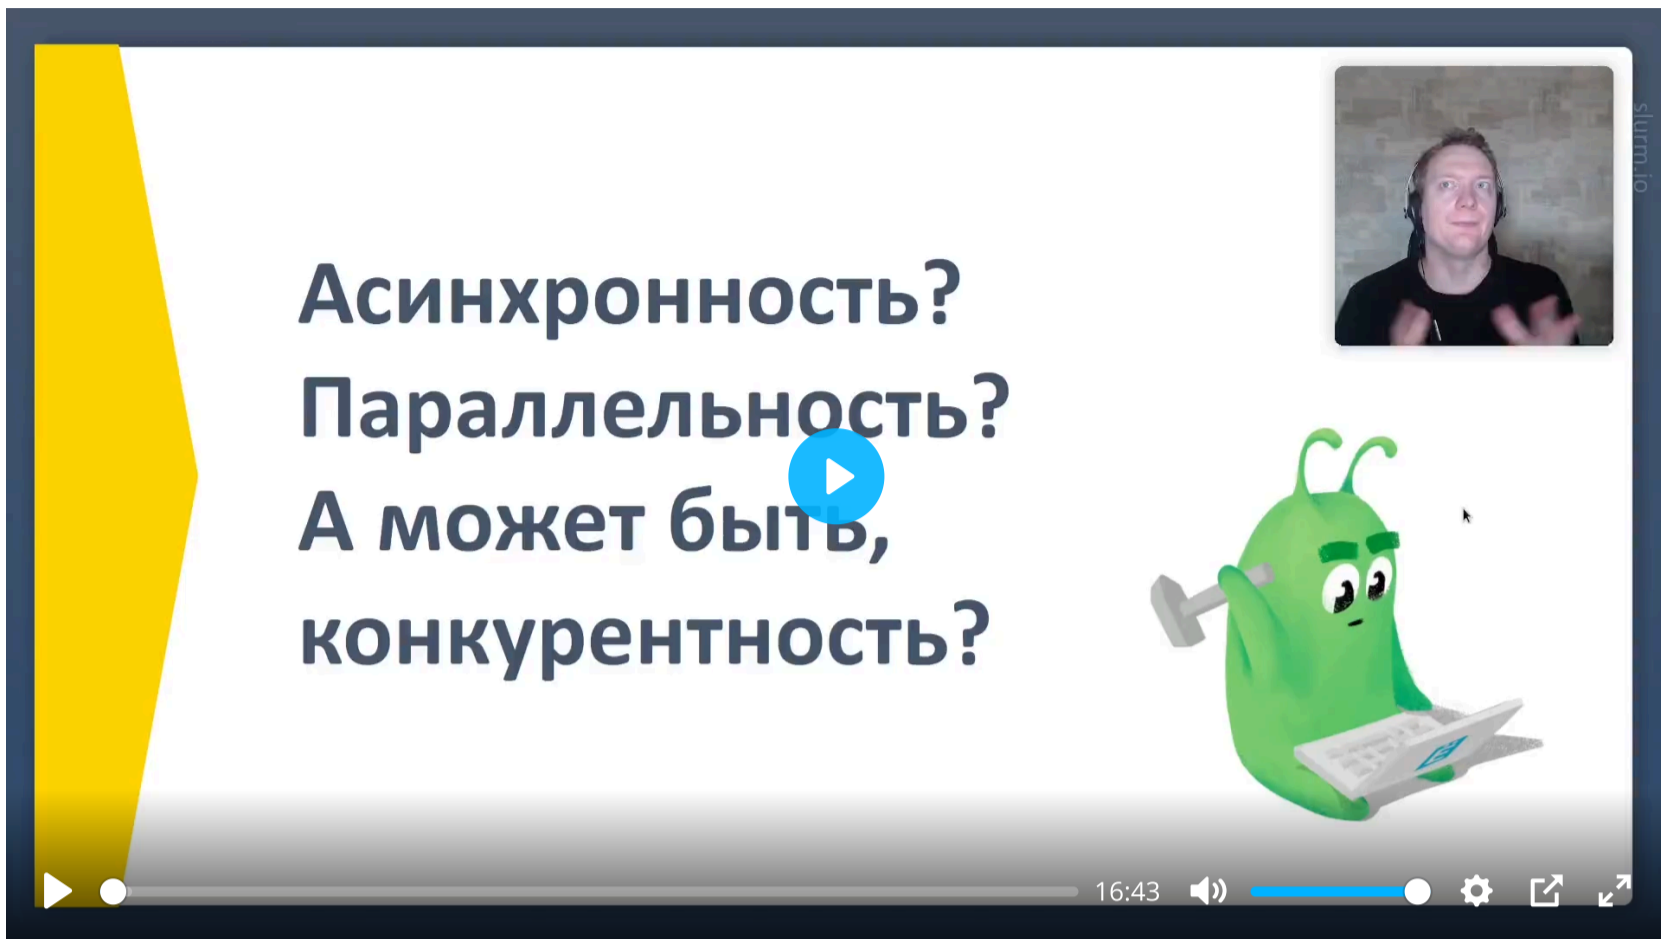 slurm.io
Асинхронность?
Параллельность?
А может быть,
конкурентность?
16:43